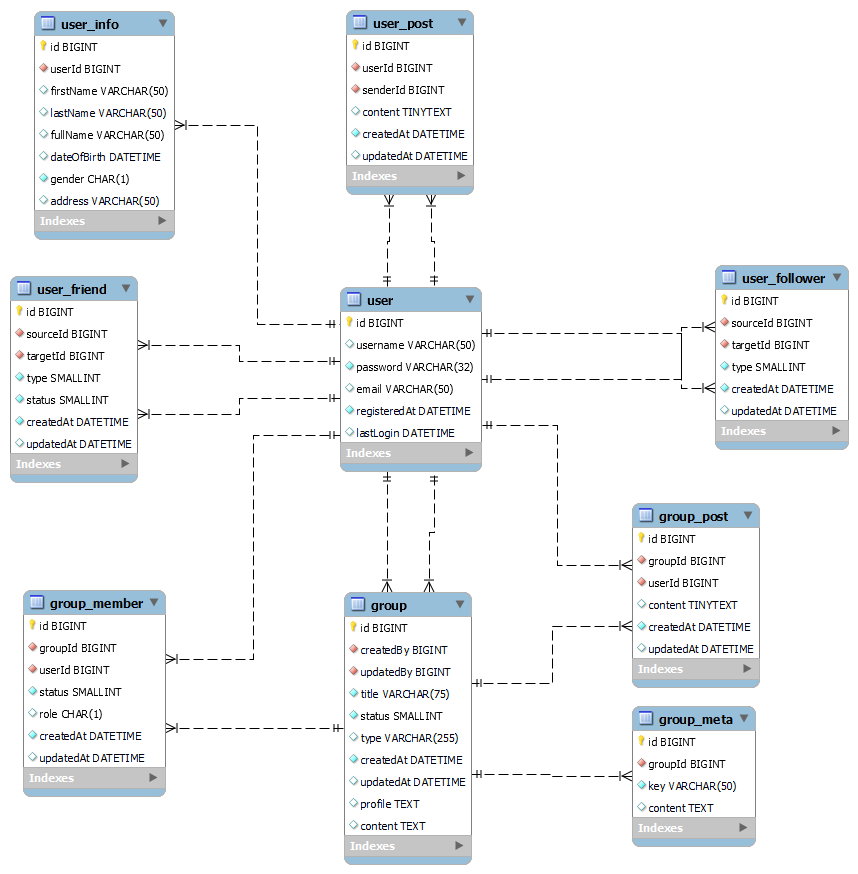 user_info
id BIGINT
userId BIGINT
firstName VARCHAR(50)
lastName VARCHAR(50)
fullName VARCHAR(50)
dateOfBirth DATETIME
gender CHAR(1)
address VARCHAR(50)
Indexes
user_post
id BIGINT
userId BIGINT
senderId BIGINT
content TINYTEXT
createdAt DATETIME
updatedAt DATETIME
Indexes
user_friend
id BIGINT
sourceId BIGINT
targetId BIGINT
type SMALLINT
status SMALLINT
createdAt DATETIME
updatedAt DATETIME
Indexes
user
id BIGINT
username VARCHAR(50)
password VARCHAR(32)
email VARCHAR(50)
registeredAt DATETIME
lastLogin DATETIME
Indexes
user_follower
id BIGINT
sourceId BIGINT
targetId BIGINT
type SMALLINT
createdAt DATETIME
updatedAt DATETIME
Indexes
group_post
id BIGINT
groupId BIGINT
userId BIGINT
content TINYTEXT
createdAt DATETIME
updatedAt DATETIME
Indexes
group_member
id BIGINT
groupId BIGINT
userId BIGINT
status SMALLINT
role CHAR(1)
createdAt DATETIME
updatedAt DATETIME
Indexes
group
id BIGINT
createdBy BIGINT
updatedBy BIGINT
title VARCHAR(75)
status SMALLINT
type VARCHAR(255)
createdAt DATETIME
updatedAt DATETIME
profile TEXT
content TEXT
Indexes
group_meta
id BIGINT
groupId BIGINT
key VARCHAR(50)
content TEXT
Indexes